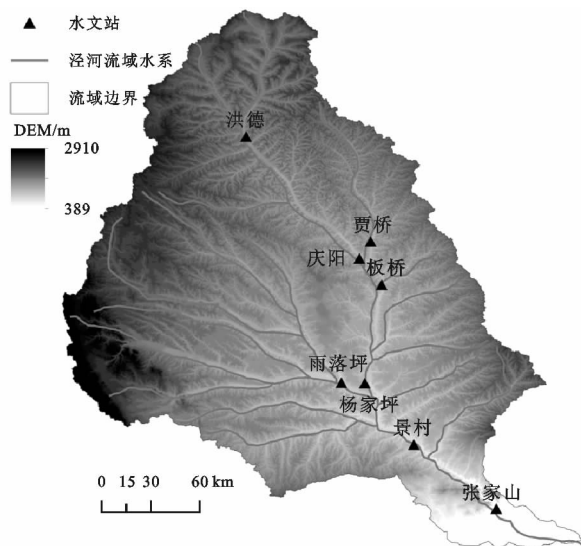 水文站
泾河流域水系
流域边界
DEM/m
2910
389
洪德
贾桥
庆阳
板桥
雨落坪
杨家坪
景村
张家山
0 15 30 60 km